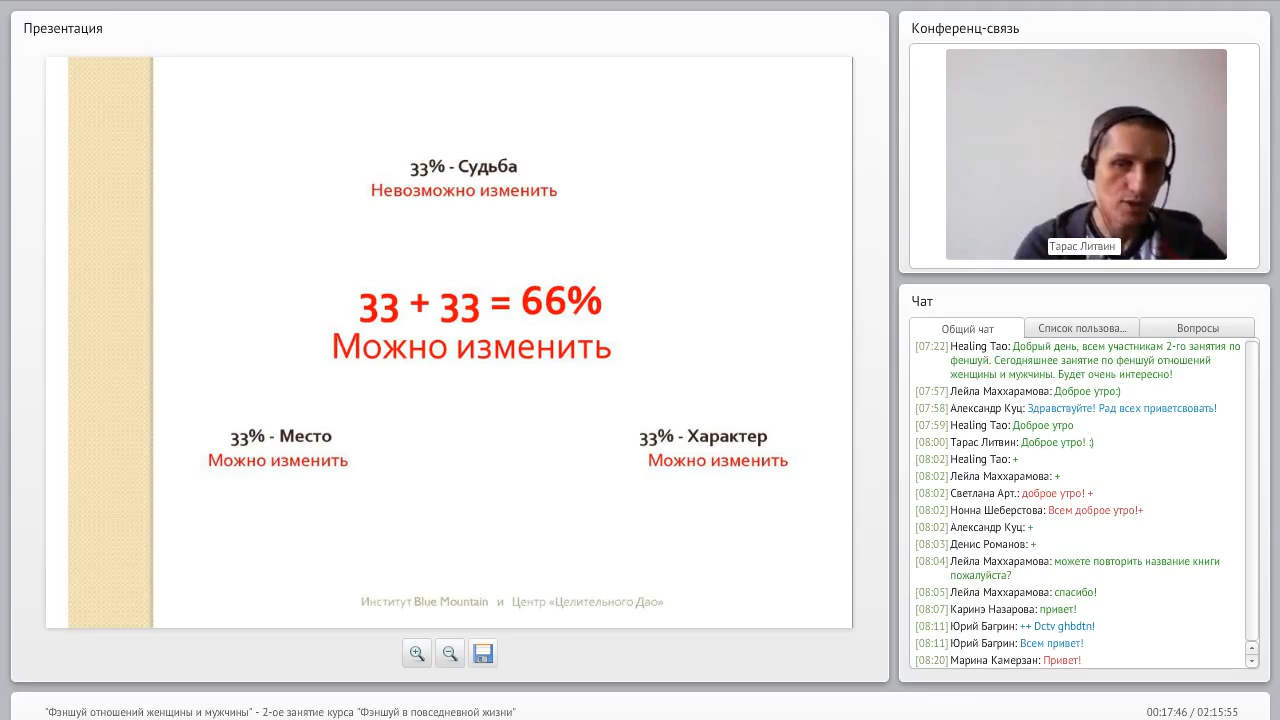 Презентация
33% - Судьба
Невозможно изменить
33 + 33 = 66%
Можно изменить
33% - Место
Можно изменить
33% - Характер
Можно изменить
Институт Blue Mountain и Центр «Целительного Дао»
Конференц-связь
Тарас Литвин
Чат
Общий чат
Список пользова...
Вопросы
[07:22] Healing Tao: Добрый день, всем участникам 2-го занятия по
феншуй. Сегодняшнее занятие по феншуй отношений
женщины и мужчины. Будет очень интересно!
[07:57] Лейла Маххарамова: Доброе утро:)
[07:58] Александр Куц: Здравствуйте! Рад всех приветсвовать!
[07:59] Healing Tao: Доброе утро
[08:00] Тарас Литвин: Доброе утро! :)
[08:02] Healing Tao: +
[08:02] Лейла Маххарамова: +
[08:02] Светлана Арт.: доброе утро! +
[08:02] Нонна Шеберстова: Всем доброе утро!+
[08:02] Александр Куц: +
[08:03] Денис Романов: +
[08:04] Лейла Маххарамова: можете повторить название книги
пожалуйста?
[08:05] Лейла Маххарамова: спасибо!
[08:07] Каринэ Назарова: привет!
[08:11] Юрий Багрин: ++ Dctv ghbdtn!
[08:11] Юрий Багрин: Всем привет!
[08:20] Марина Камерзан: Привет!
"Фэншуй отношений женщины и мужчины" - 2-ое занятие курса "Фэншуй в повседневной жизни"
00:17:46 / 02:15:55